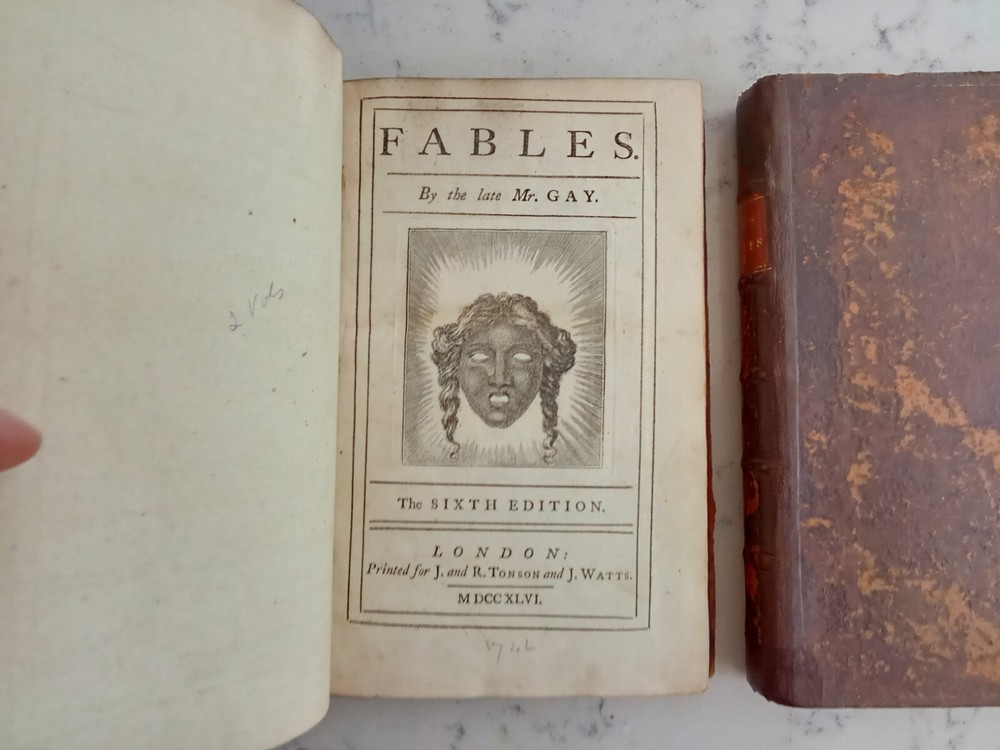 2 Vols
FABLES.
By the late Mr. GAY.
The SIXTH EDITION.
LONDON:
Printed for J. and R. TONSON and J. WATTS.
MDCCXLVI.
1746